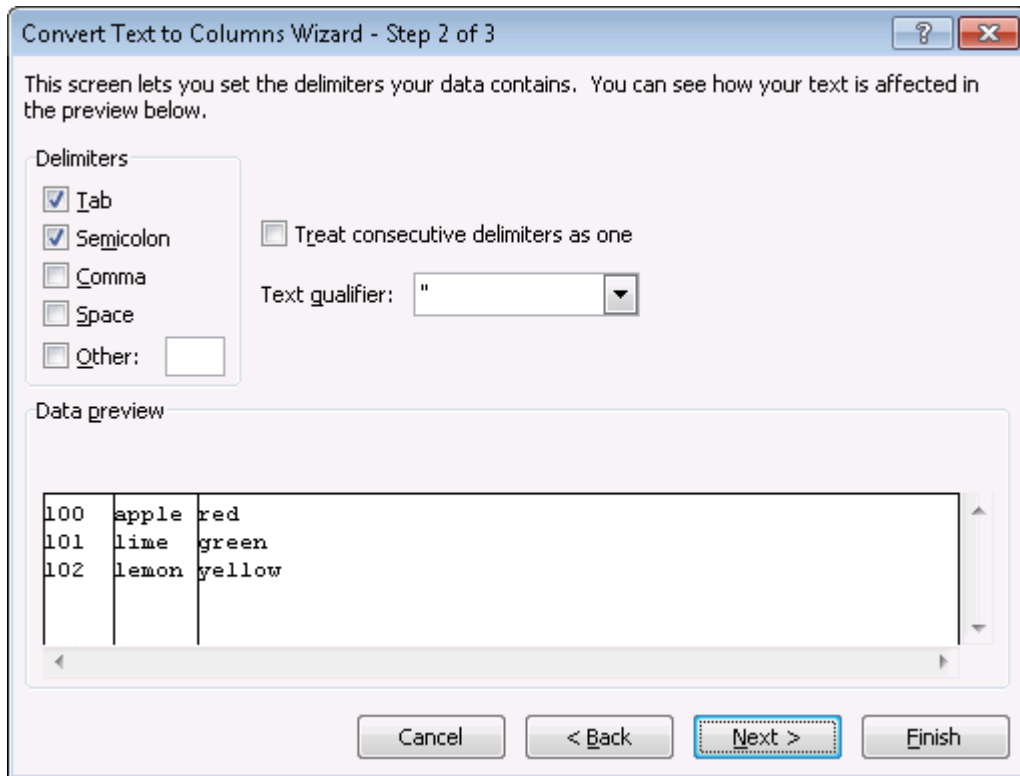 Convert Text to Columns Wizard - Step 2 of 3
This screen lets you set the delimiters your data contains. You can see how your text is affected in
the preview below.
Delimiters
Tab
Semicolon
Comma
Space
Other:
Treat consecutive delimiters as one
Text qualifier: "
Data preview
100 apple red
101 lime green
102 lemon yellow
Cancel < Back Next > Finish